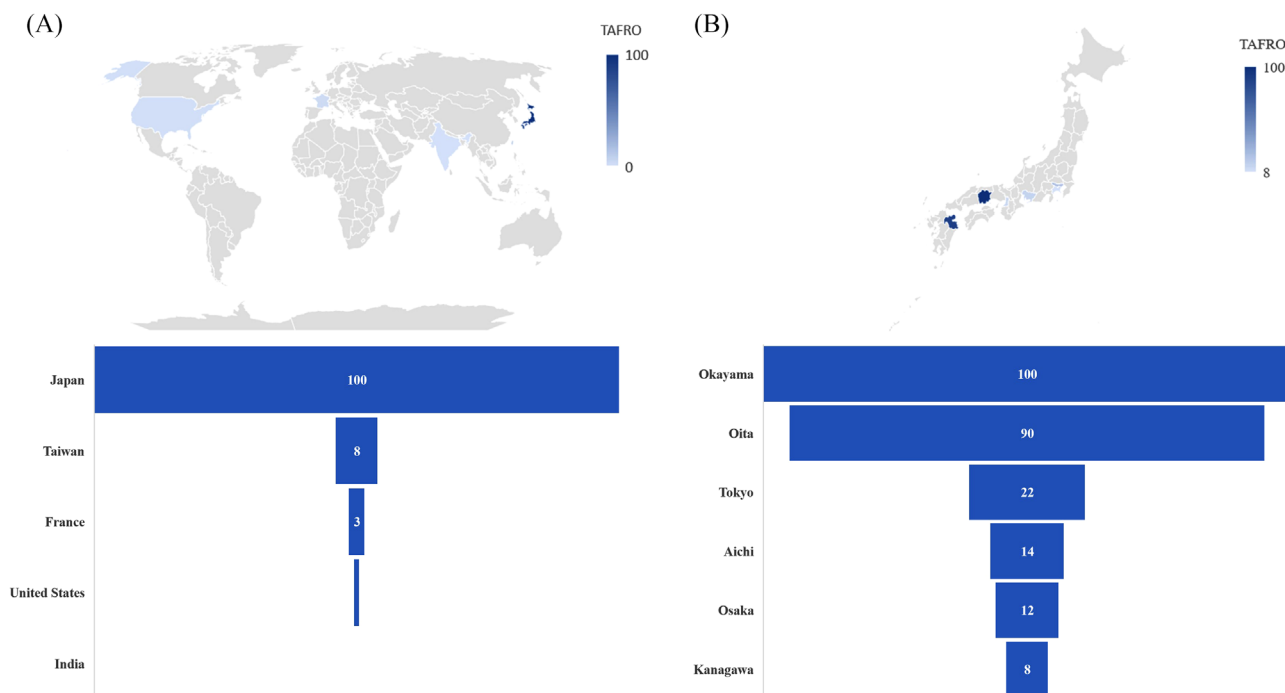 (A)
TAFRO
100
0
Japan
100
Taiwan
8
France
3
United States
India
(B)
TAFRO
100
8
Okayama
100
Oita
90
Tokyo
22
Aichi
14
Osaka
12
Kanagawa
8